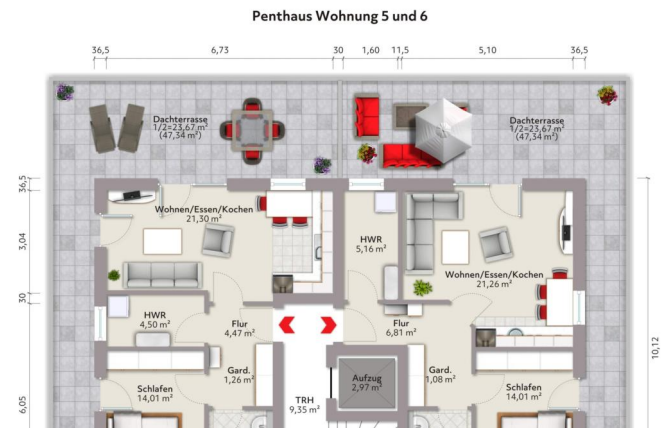 Penthaus Wohnung 5 und 6
36,5 6,73 30 1,60 11,5 5,10 36,5
Dachterrasse
1/2=23,67 m²
(47,34 m²)
Dachterrasse
1/2=23,67 m²
(47,34 m²)
36,5
Wohnen/Essen/Kochen
21,30 m²
HWR
5,16 m²
3,04
Wohnen/Essen/Kochen
21,26 m²
30
HWR
4,50 m²
Flur
4,47 m²
Flur
6,81 m²
10,12
Gard.
1,26 m²
Aufzug
2,97 m²
Gard.
1,08 m²
Schlafen
14,01 m²
Schlafen
14,01 m²
TRH
9,35 m²
6,05